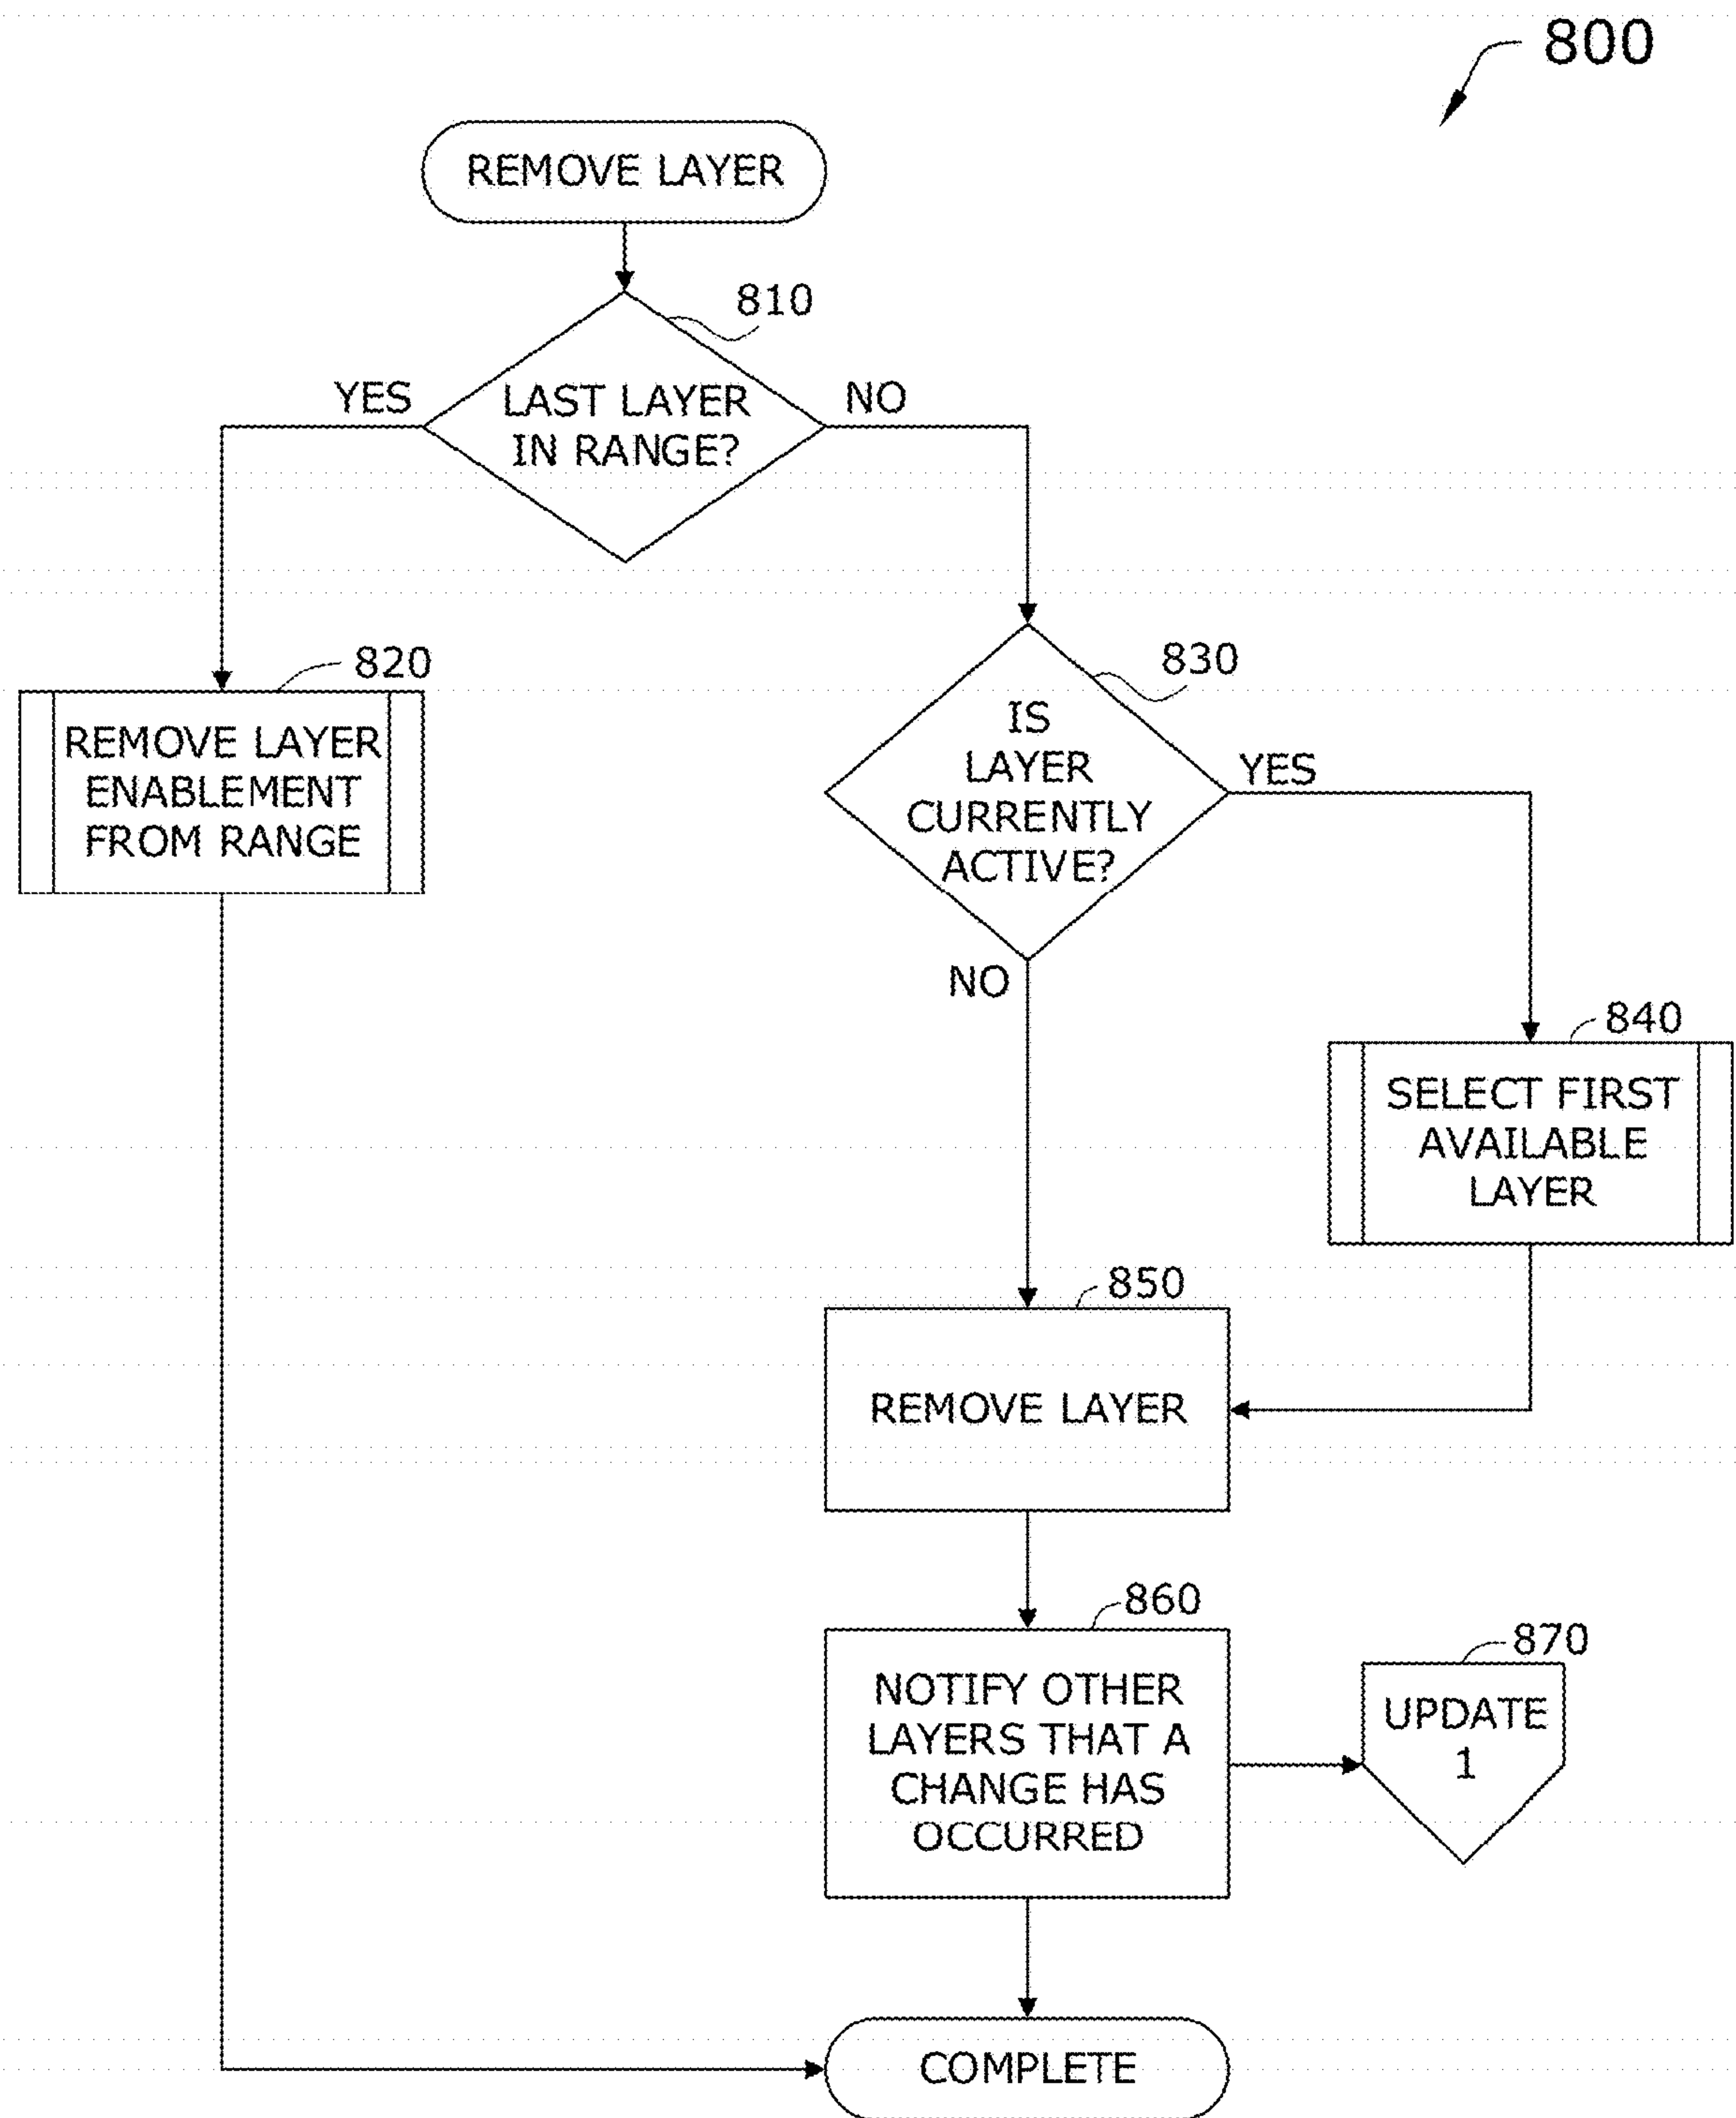 800
REMOVE LAYER
810
YES
NO
LAST LAYER
IN RANGE?
820
REMOVE LAYER
ENABLEMENT
FROM RANGE
830
IS
LAYER
CURRENTLY
ACTIVE?
YES
NO
840
SELECT FIRST
AVAILABLE
LAYER
850
REMOVE LAYER
860
NOTIFY OTHER
LAYERS THAT A
CHANGE HAS
OCCURRED
870
UPDATE
1
COMPLETE